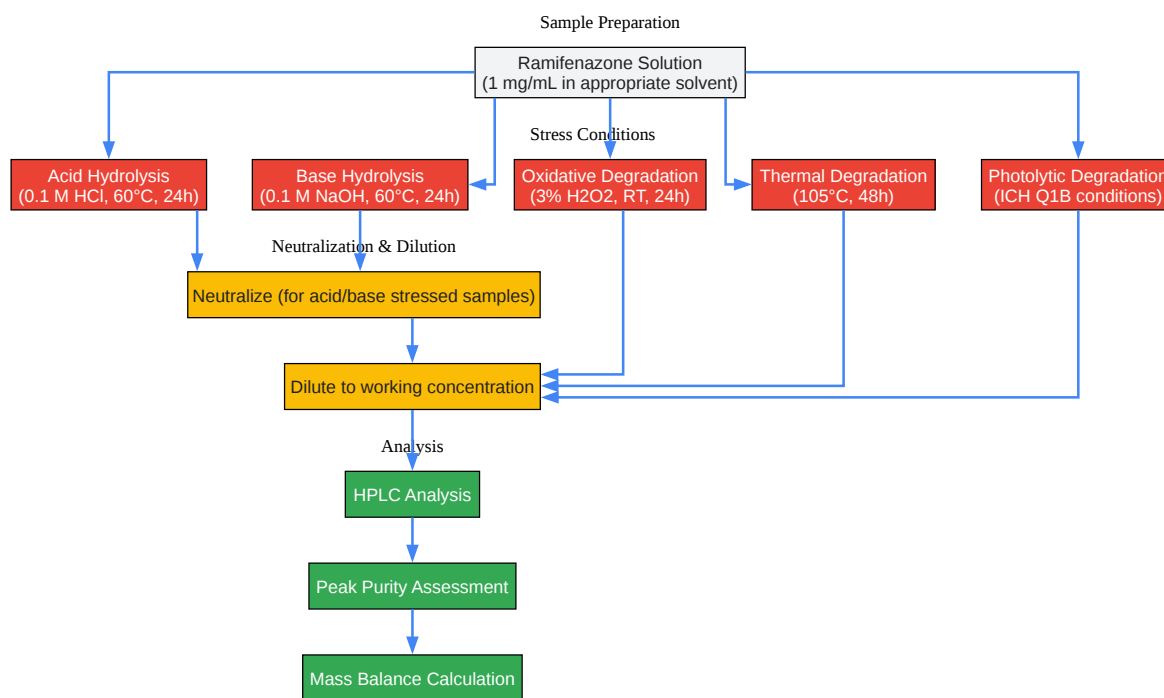 Sample Preparation
Ramifenazone Solution
(1 mg/mL in appropriate solvent)
Stress Conditions
Acid Hydrolysis
(0.1 M HCl, 60°C, 24h)
Base Hydrolysis
(0.1 M NaOH, 60°C, 24h)
Oxidative Degradation
(3% H2O2, RT, 24h)
Thermal Degradation
(105°C, 48h)
Photolytic Degradation
(ICH Q1B conditions)
Neutralization & Dilution
Neutralize (for acid/base stressed samples)
Dilute to working concentration
Analysis
HPLC Analysis
Peak Purity Assessment
Mass Balance Calculation